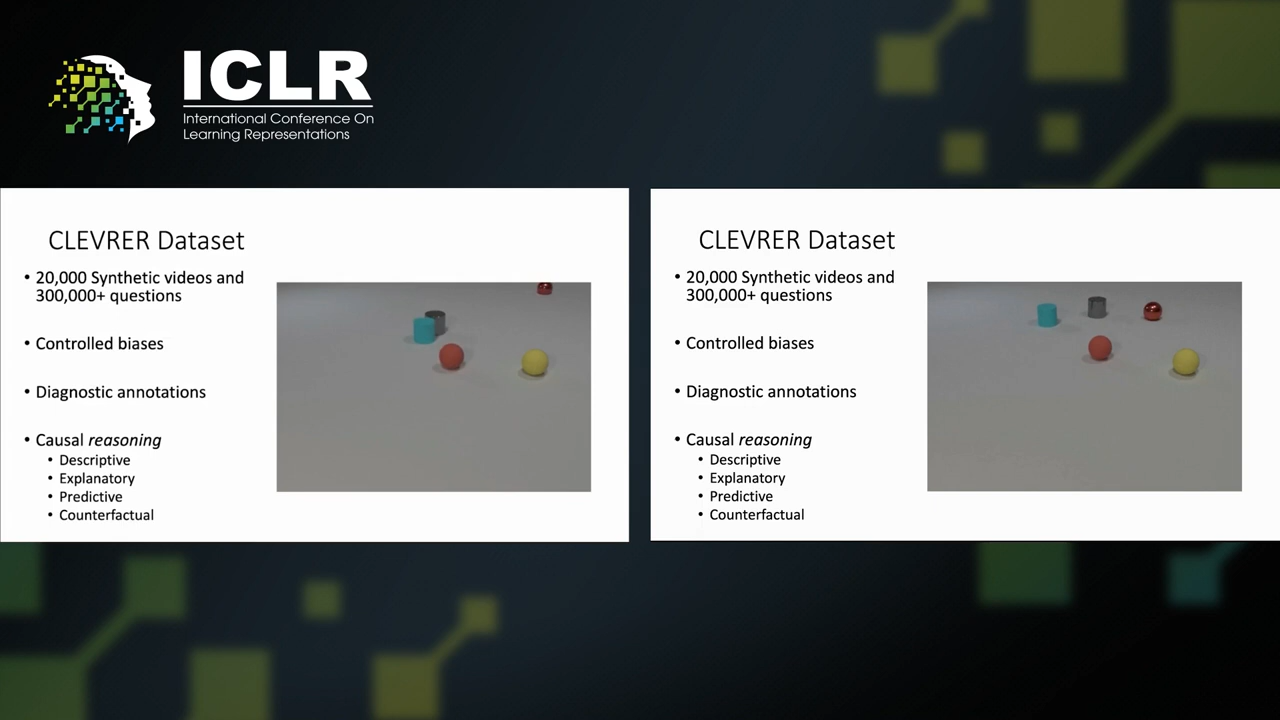 ICLR
International Conference On
Learning Representations
CLEVRER Dataset
• 20,000 Synthetic videos and
300,000+ questions
• Controlled biases
• Diagnostic annotations
• Causal reasoning
• Descriptive
• Explanatory
• Predictive
• Counterfactual
CLEVRER Dataset
• 20,000 Synthetic videos and
300,000+ questions
• Controlled biases
• Diagnostic annotations
• Causal reasoning
• Descriptive
• Explanatory
• Predictive
• Counterfactual